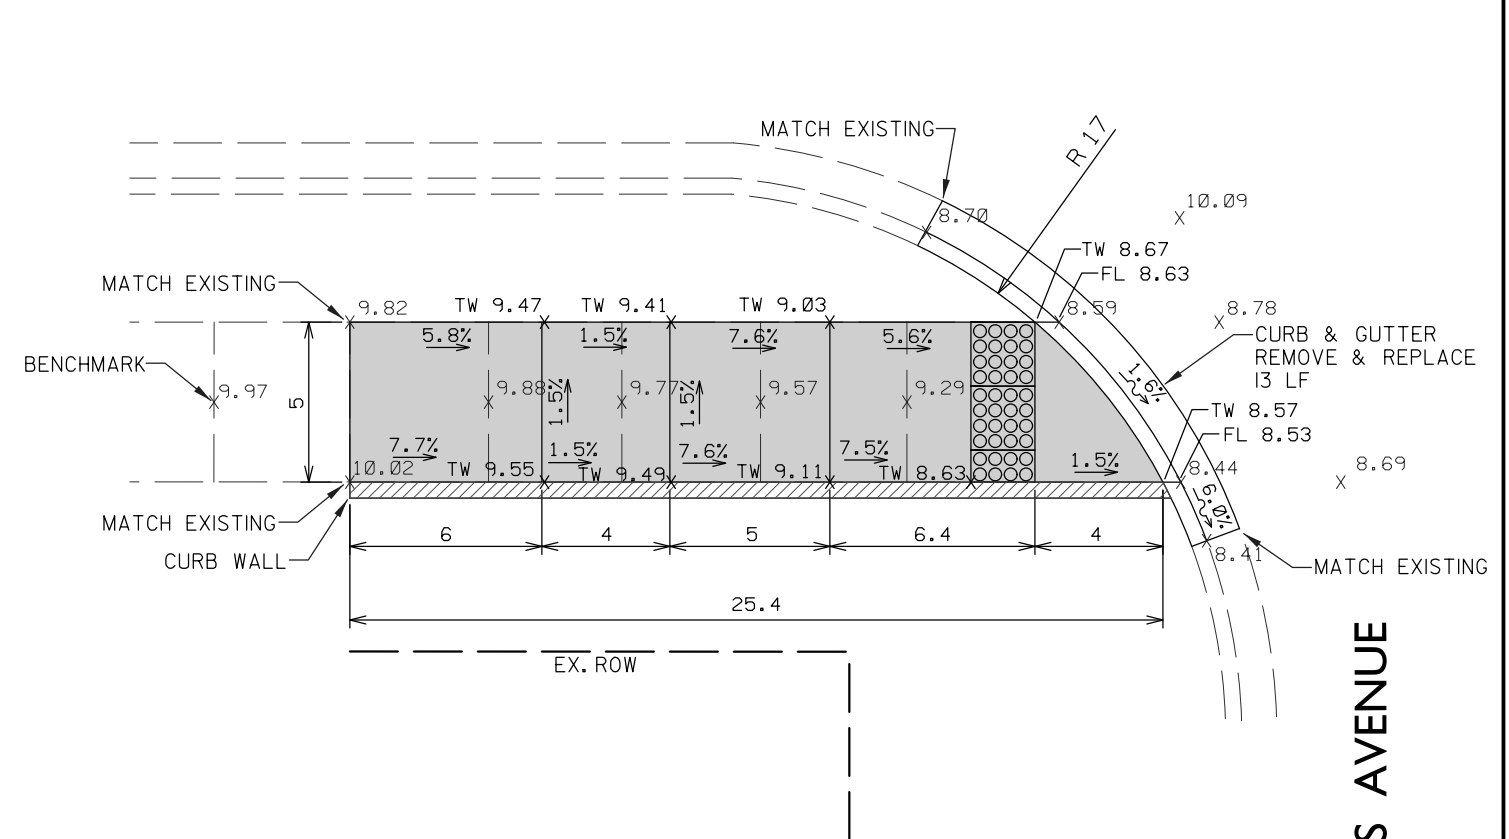 MATCH EXISTING
R 17
8.70
10.09
TW 8.67
FL 8.63
MATCH EXISTING
9.82
TW 9.47
TW 9.41
TW 9.03
8.59
8.78
5.8%
1.5%
7.6%
5.6%
CURB & GUTTER
REMOVE & REPLACE
13 LF
BENCHMARK
9.97
5
9.88
1.5%
9.77
1.5%
9.57
9.29
1.6%
TW 8.57
FL 8.53
7.7%
1.5%
7.6%
7.5%
1.5%
10.02
TW 9.55
TW 9.49
TW 9.11
TW 8.63
8.44
8.69
6.0%
MATCH EXISTING
CURB WALL
6
4
5
6.4
4
8.41
MATCH EXISTING
25.4
EX. ROW
S AVENUE